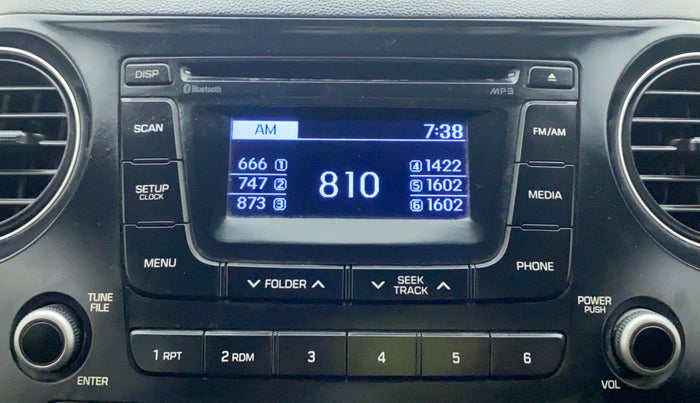 DISP
Bluetooth
MP3
SCAN
AM 7:38
FM/AM
666 1 4 1422
747 2 810 5 1602
873 3 6 1602
SETUP
CLOCK
MEDIA
MENU
PHONE
FOLDER
SEEK
TRACK
TUNE
FILE
POWER
PUSH
1 RPT
2 RDM
3
4
5
6
ENTER
VOL